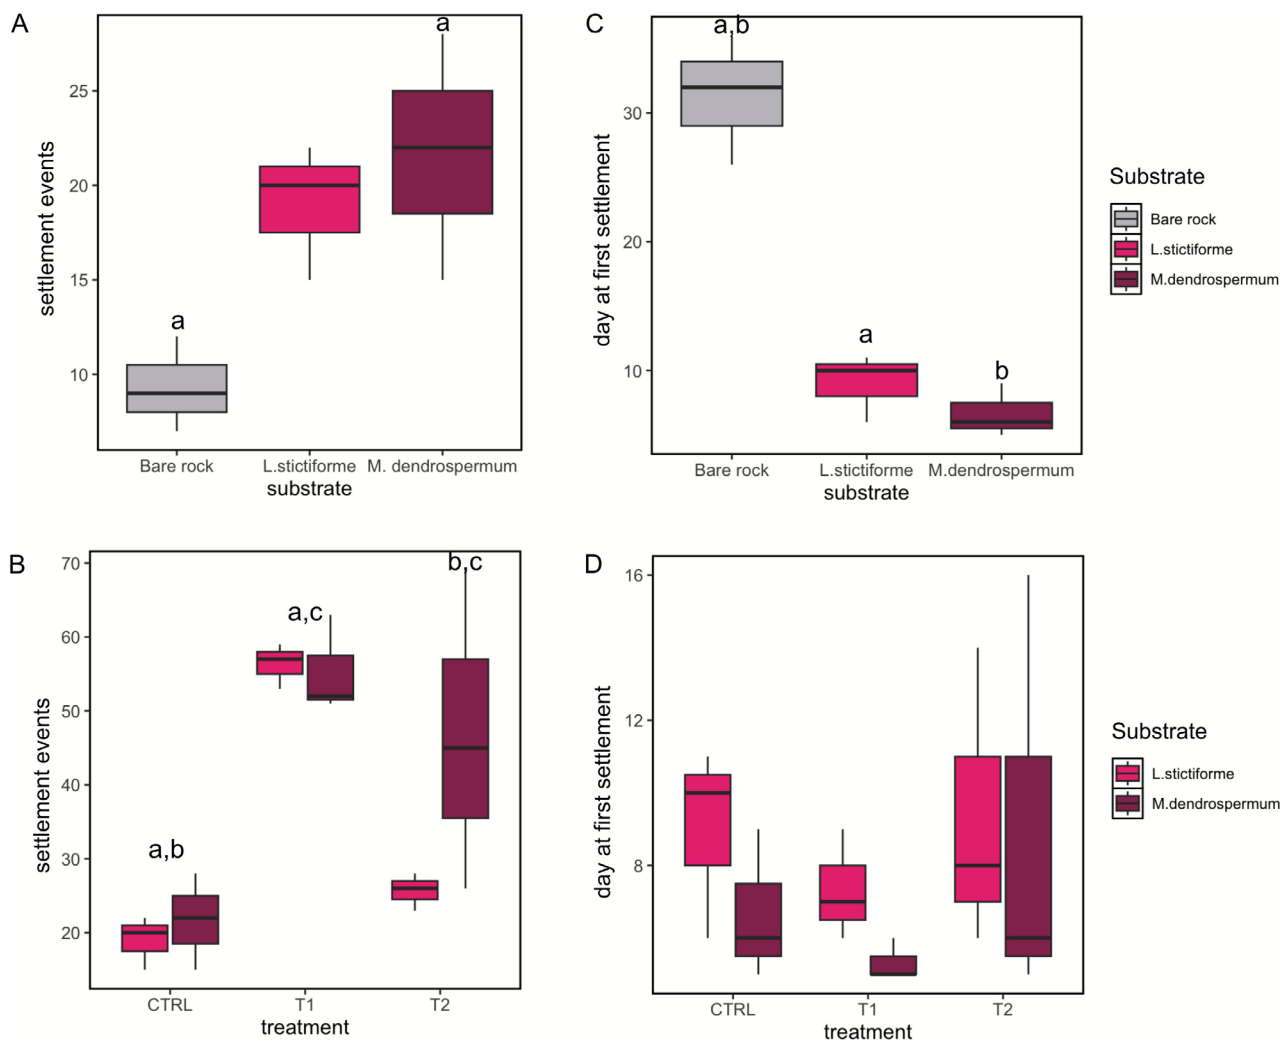 A
settlement events
25
20
15
10
a
a
Bare rock L.stictiforme M. dendrospermum
substrate
C
day at first settlement
30
20
10
a,b
a
b
Bare rock L.stictiforme M.dendrospermum
substrate
Substrate
Bare rock
L.stictiforme
M.dendrospermum
B
settlement events
70
60
50
40
30
20
a,b
a,c
b,c
CTRL T1 T2
treatment
D
day at first settlement
16
12
8
CTRL T1 T2
treatment
Substrate
L.stictiforme
M.dendrospermum